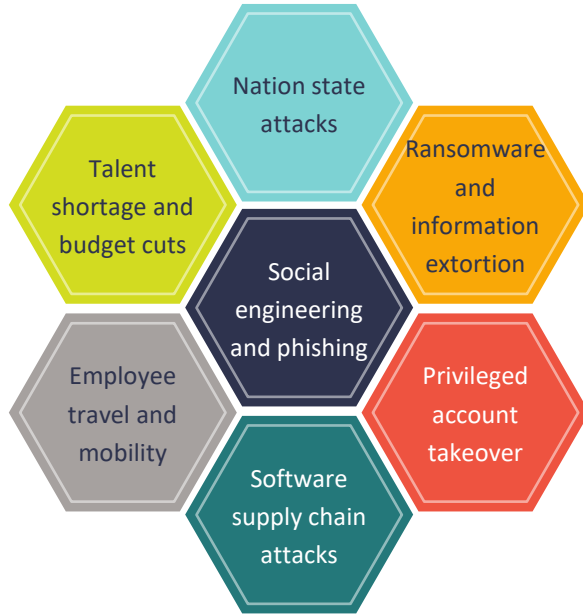 Nation state
attacks
Ransomware
and
information
extortion
Talent
shortage and
budget cuts
Social
engineering
and phishing
Employee
travel and
mobility
Privileged
account
takeover
Software
supply chain
attacks